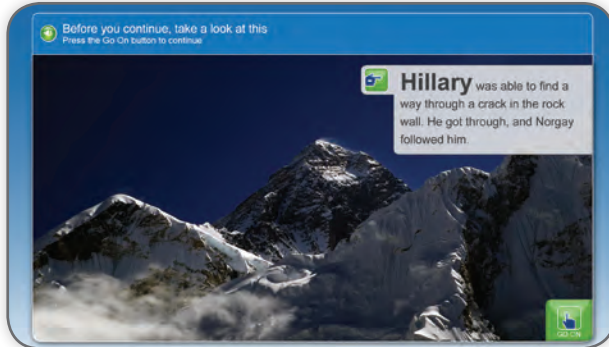 Before you continue, take a look at this
Press the Go On button to continue
Hillary was able to find a
way through a crack in the rock
wall. He got through, and Norgay
followed him.
GO ON